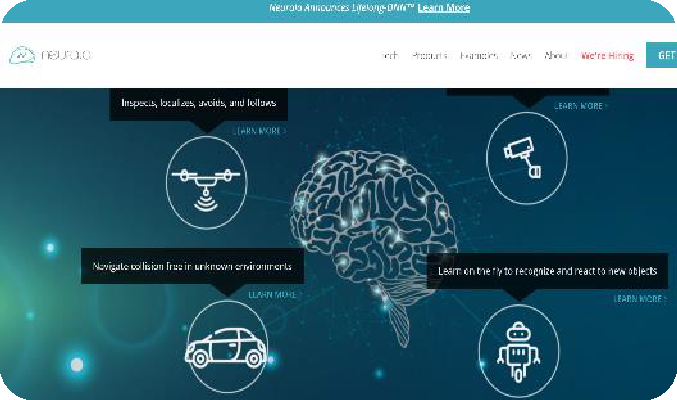 Neurala Announces Lifelong-DNN™ Learn More
neurala
Tech Products Examples News About We're Hiring GET
Inspects, localizes, avoids, and follows
LEARN MORE >
LEARN MORE >
Navigate collision free in unknown environments
LEARN MORE >
Learn on the fly to recognize and react to new objects
LEARN MORE >